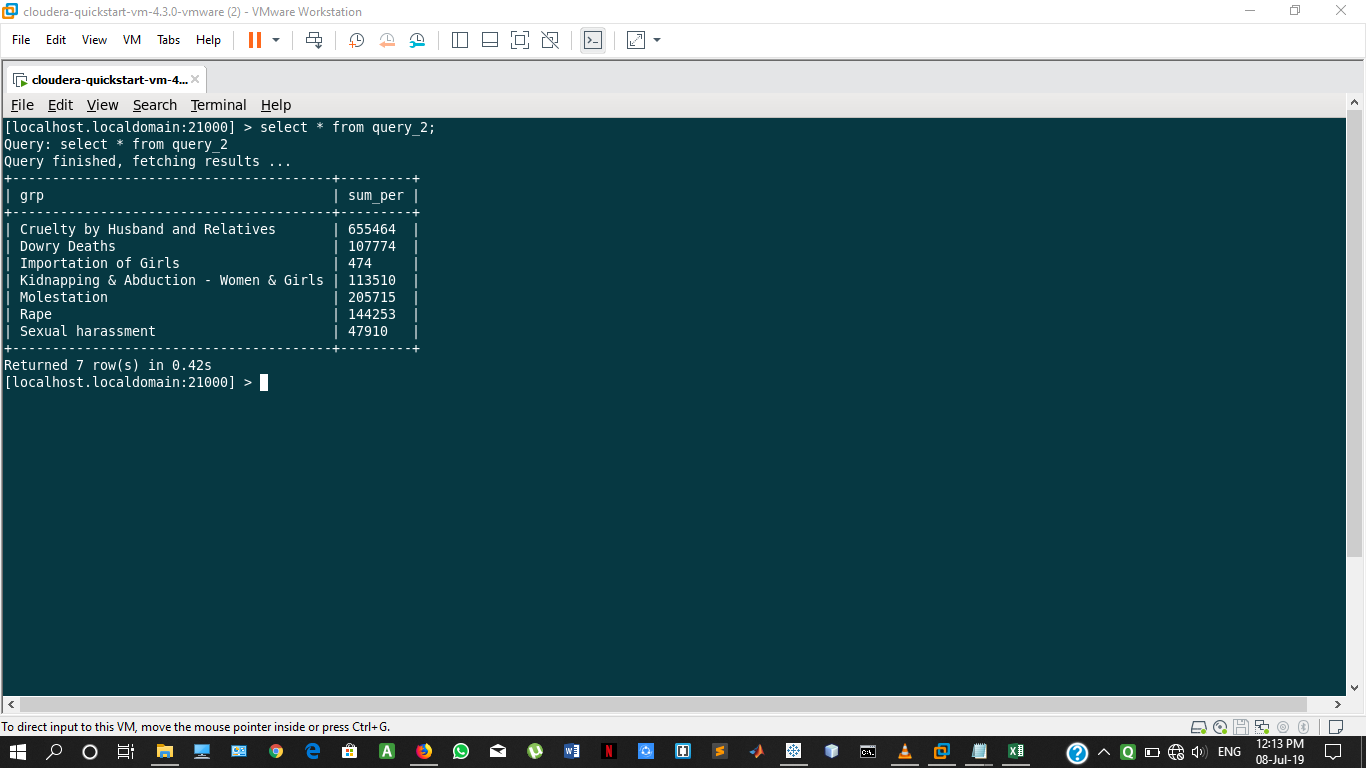 cloudera-quickstart-vm-4.3.0-vmware (2) - VMware Workstation
File Edit View VM Tabs Help
cloudera-quickstart-vm-4...
File Edit View Search Terminal Help
[localhost.localdomain:21000] > select * from query_2;
Query: select * from query_2
Query finished, fetching results ...
+----------------------------------------+---------+
| grp | sum_per |
+----------------------------------------+---------+
| Cruelty by Husband and Relatives | 655464 |
| Dowry Deaths | 107774 |
| Importation of Girls | 474 |
| Kidnapping & Abduction - Women & Girls | 113510 |
| Molestation | 205715 |
| Rape | 144253 |
| Sexual harassment | 47910 |
+----------------------------------------+---------+
Returned 7 row(s) in 0.42s
[localhost.localdomain:21000] >
To direct input to this VM, move the mouse pointer inside or press Ctrl+G.
ENG
12:13 PM
08-Jul-19